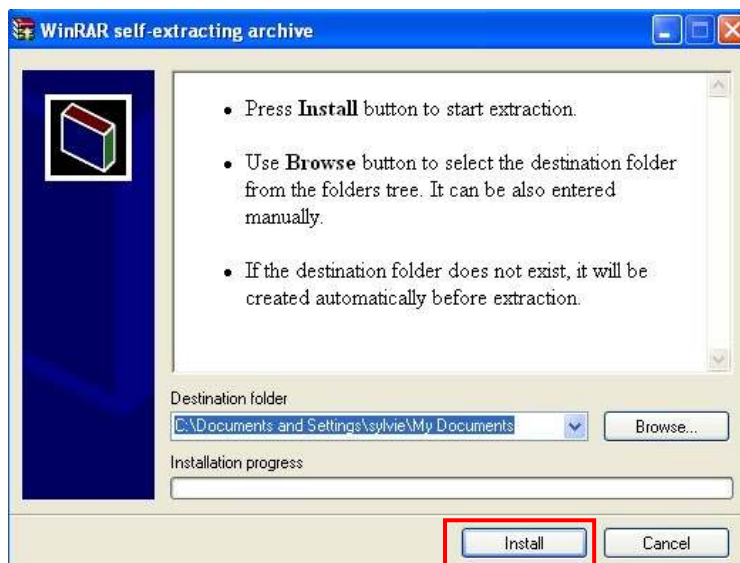 WinRAR self-extracting archive
• Press Install button to start extraction.
• Use Browse button to select the destination folder
from the folders tree. It can be also entered
manually.
• If the destination folder does not exist, it will be
created automatically before extraction.
Destination folder
C:\Documents and Settings\sylvie\My Documents
Browse...
Installation progress
Install
Cancel